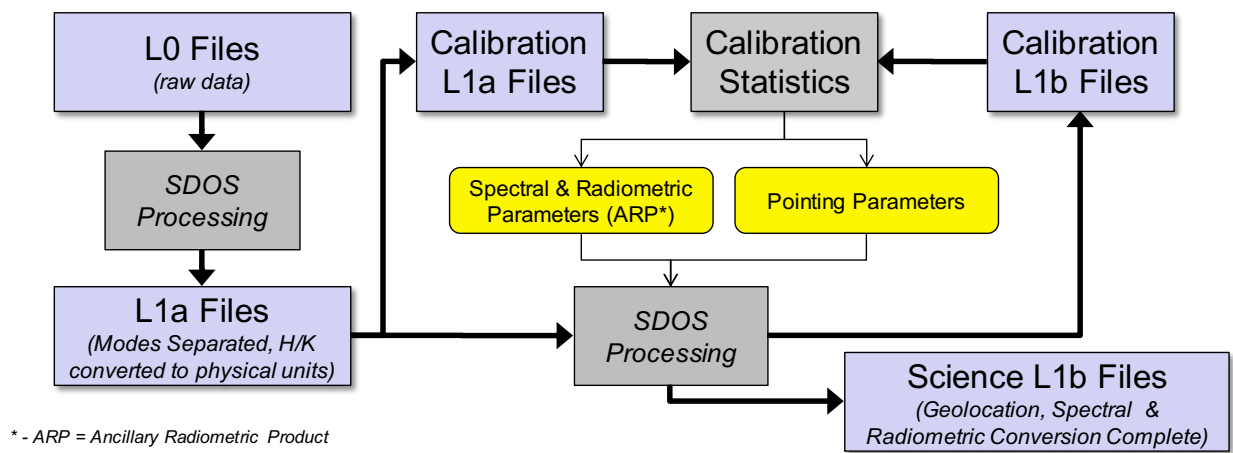 L0 Files
(raw data)
SDOS
Processing
L1a Files
(Modes Separated, H/K
converted to physical units)
Calibration
L1a Files
Calibration
Statistics
Calibration
L1b Files
Spectral & Radiometric
Parameters (ARP*)
Pointing Parameters
SDOS
Processing
Science L1b Files
(Geolocation, Spectral &
Radiometric Conversion Complete)
* - ARP = Ancillary Radiometric Product